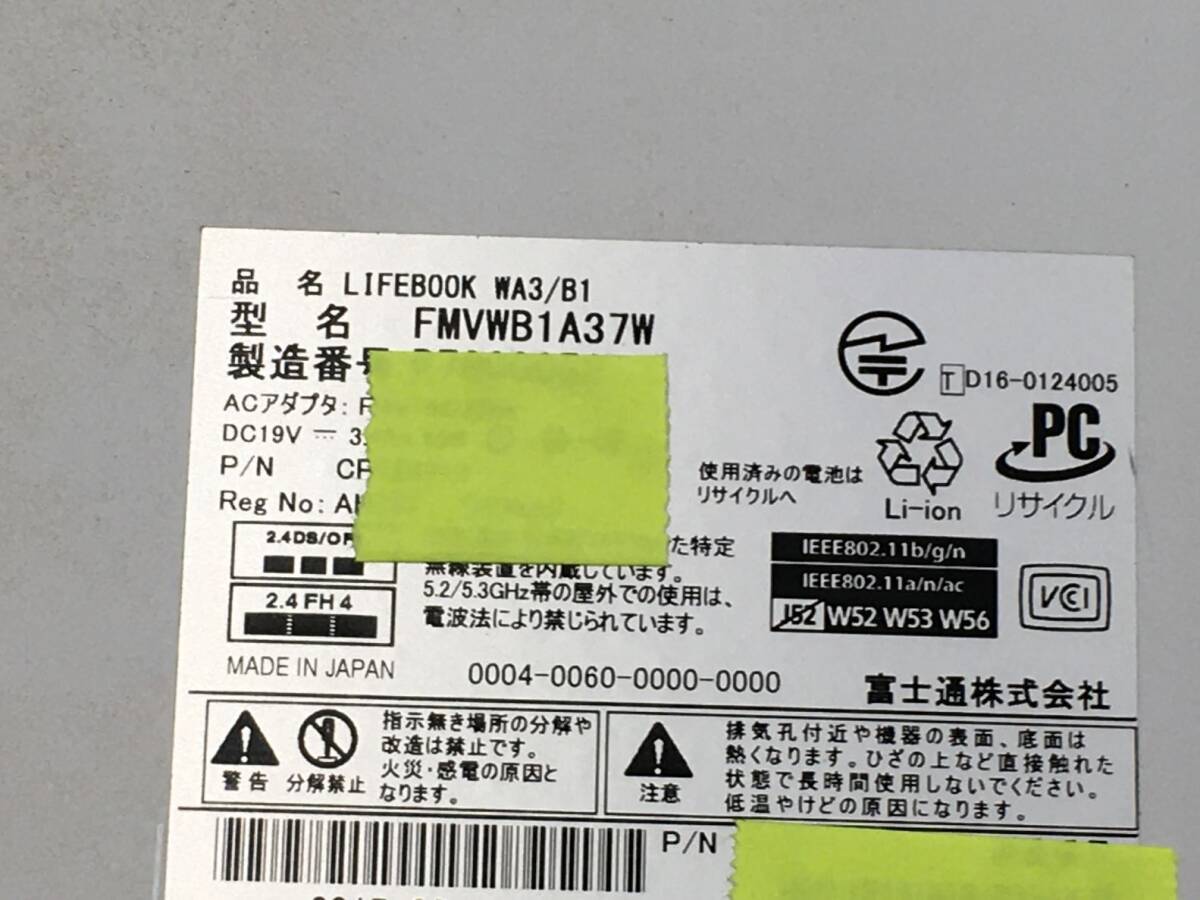 品 名 LIFEBOOK WA3/B1
型 名 FMVWB1A37W
製造番号
ACアダプタ: F
DC19V ⎓ 3.
P/N CP
Reg No: AK
T D16-0124005
PC
リサイクル
使用済みの電池は
リサイクルへ
Li-ion
2.4DS/OF
2.4 FH 4
た特定
無線装置を内蔵しています。
5.2/5.3GHz帯の屋外での使用は、
電波法により禁じられています。
IEEE802.11b/g/n
IEEE802.11a/n/ac
J52 W52 W53 W56
VCI
MADE IN JAPAN
0004-0060-0000-0000
富士通株式会社
警告 分解禁止
指示無き場所の分解や
改造は禁止です。
火災・感電の原因と
なります。
注意
排気孔付近や機器の表面、底面は
熱くなります。ひざの上など直接触れた
状態で長時間使用しないでください。
低温やけどの原因になります。
P/N